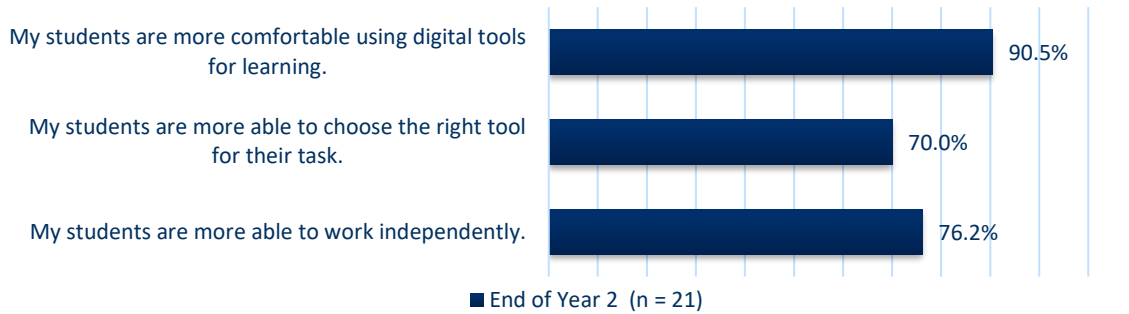 My students are more comfortable using digital tools
for learning.
90.5%
My students are more able to choose the right tool
for their task.
70.0%
My students are more able to work independently.
76.2%
End of Year 2 (n = 21)